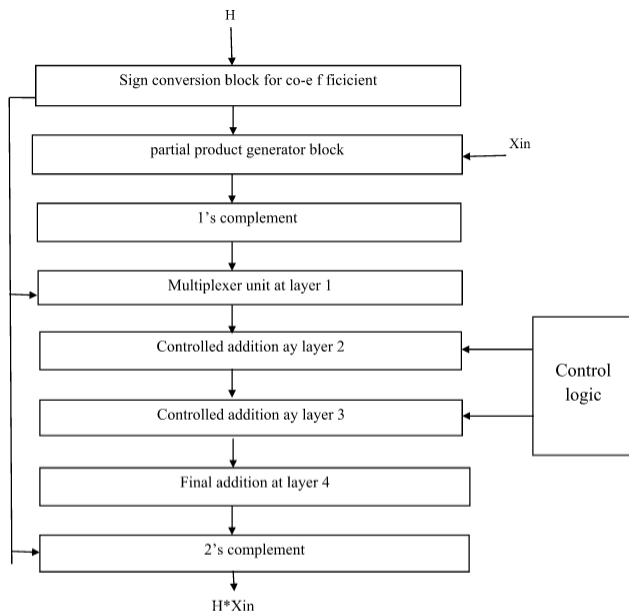 H
Sign conversion block for co-e f ficicient
partial product generator block
Xin
1’s complement
Multiplexer unit at layer 1
Controlled addition ay layer 2
Control
logic
Controlled addition ay layer 3
Final addition at layer 4
2’s complement
H*Xin